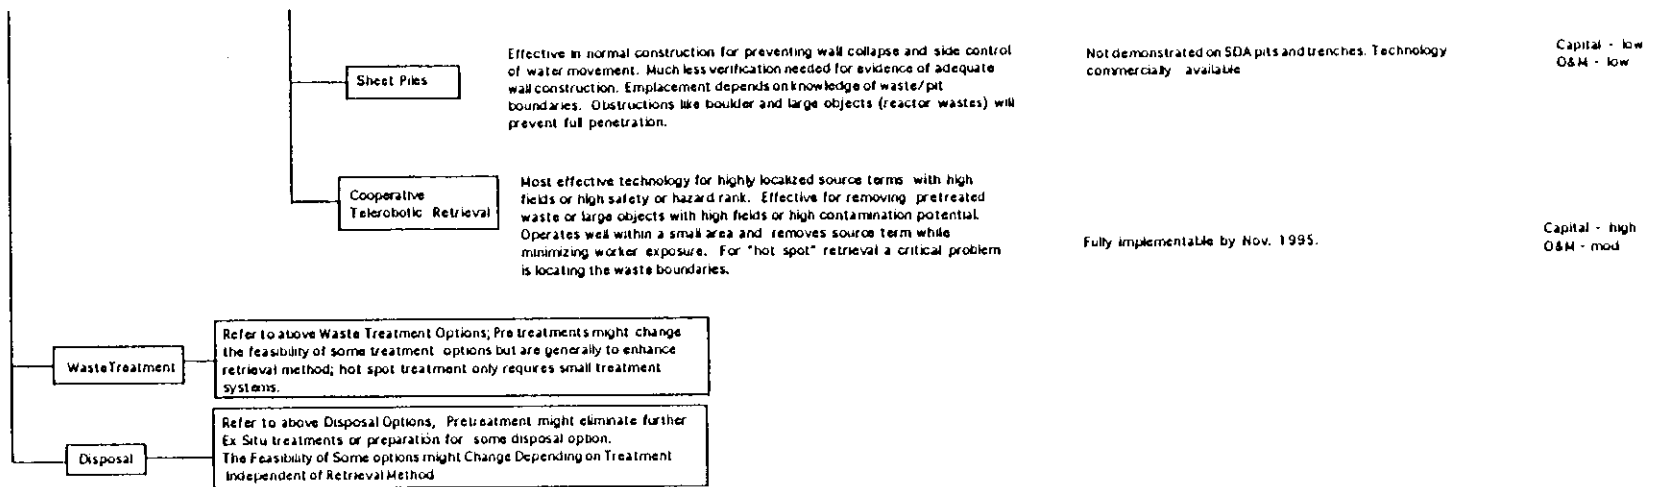 Sheet Piles
Effective in normal construction for preventing wall collapse and side control
of water movement. Much less verification needed for evidence of adequate
wall construction. Emplacement depends on knowledge of waste/pit
boundaries. Obstructions like boulder and large objects (reactor wastes) will
prevent full penetration.
Not demonstrated on SDA pits and trenches. Technology
commercially available
Capital - low
O&M - low
Cooperative
Telerobotic Retrieval
Most effective technology for highly localized source terms with high
fields or high safety or hazard rank. Effective for removing pretreated
waste or large objects with high fields or high contamination potential.
Operates well within a small area and removes source term while
minimizing worker exposure. For "hot spot" retrieval a critical problem
is locating the waste boundaries.
Fully implementable by Nov. 1995.
Capital - high
O&M - mod
WasteTreatment
Refer to above Waste Treatment Options; Pre treatments might change
the feasibility of some treatment options but are generally to enhance
retrieval method; hot spot treatment only requires small treatment
systems.
Disposal
Refer to above Disposal Options, Pretreatment might eliminate further
Ex Situ treatments or preparation for some disposal option.
The Feasibility of Some options might Change Depending on Treatment
Independent of Retrieval Method